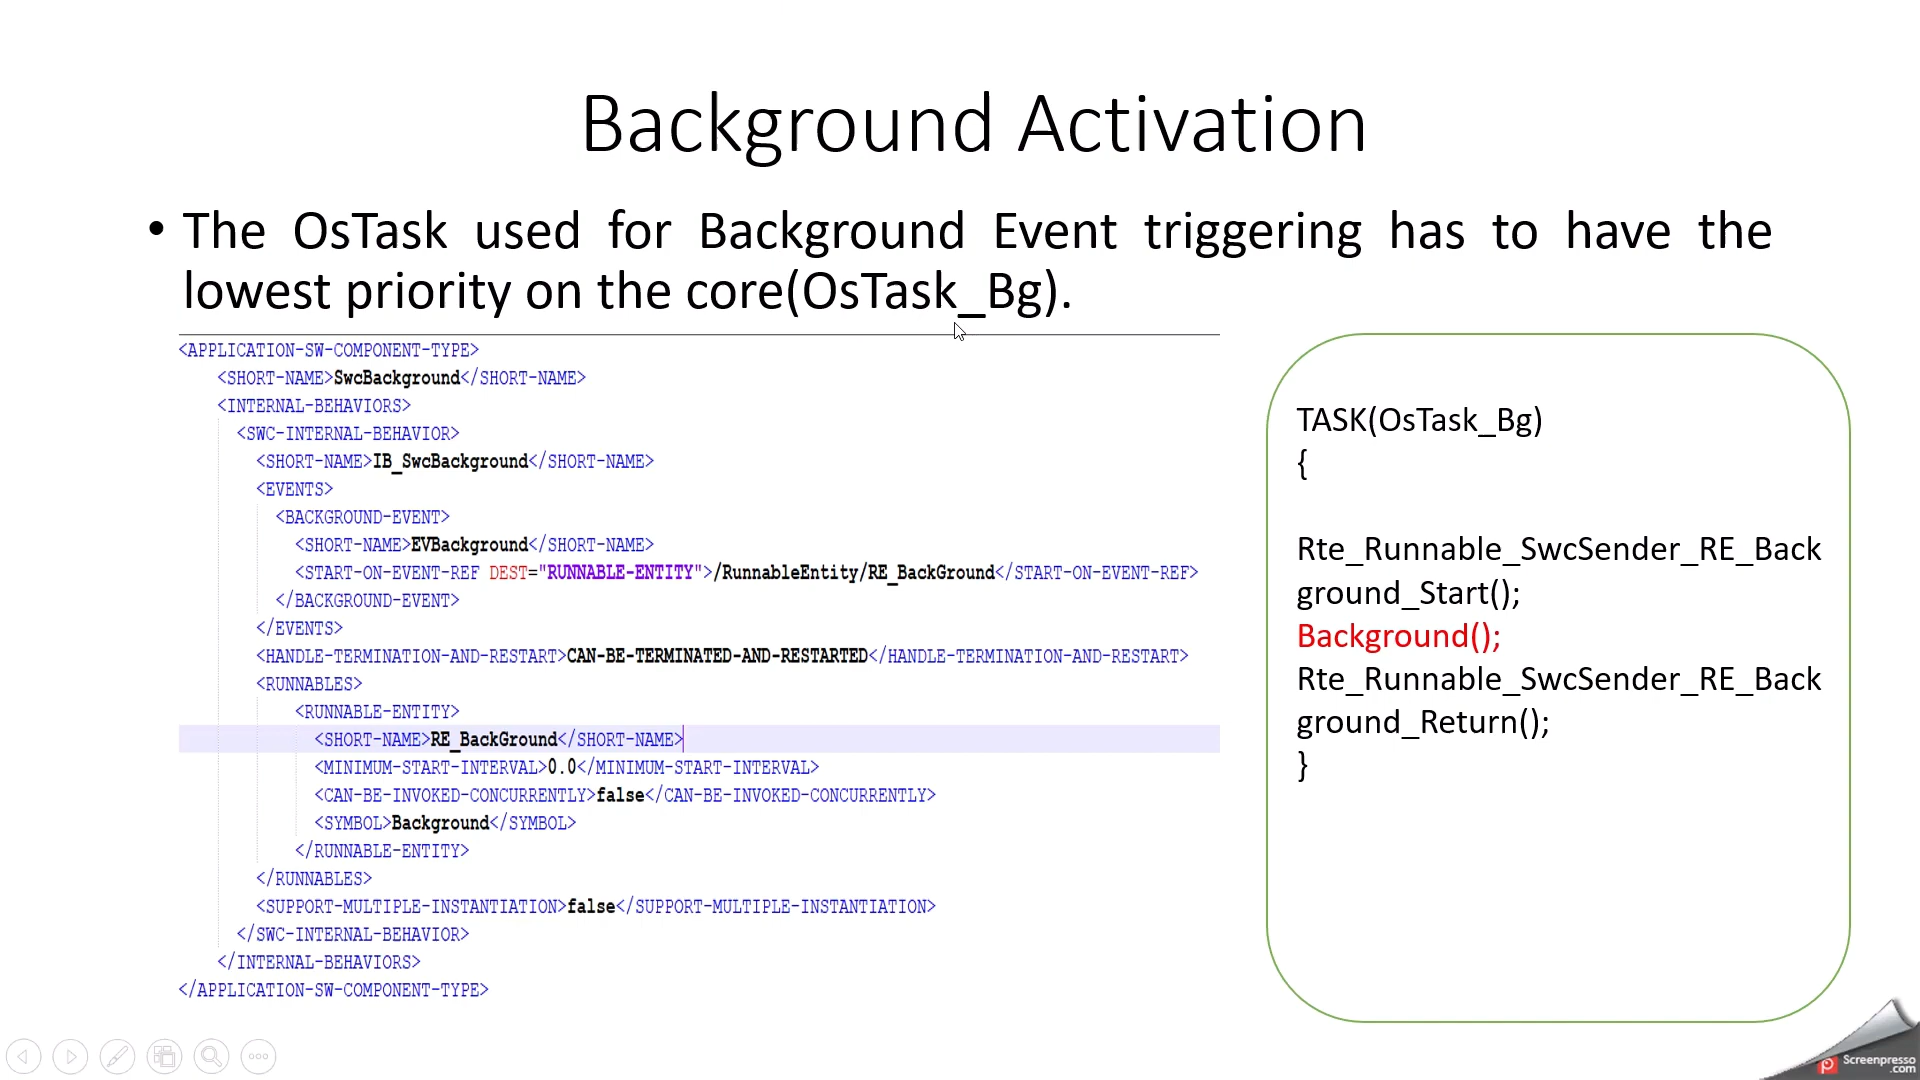 Background Activation
• The OsTask used for Background Event triggering has to have the
lowest priority on the core(OsTask_Bg).
<APPLICATION-SW-COMPONENT-TYPE>
<SHORT-NAME>SwcBackground</SHORT-NAME>
<INTERNAL-BEHAVIORS>
<SWC-INTERNAL-BEHAVIOR>
<SHORT-NAME>IB_SwcBackground</SHORT-NAME>
<EVENTS>
<BACKGROUND-EVENT>
<SHORT-NAME>EVBackground</SHORT-NAME>
<START-ON-EVENT-REF DEST="RUNNABLE-ENTITY">/RunnableEntity/RE_BackGround</START-ON-EVENT-REF>
</BACKGROUND-EVENT>
</EVENTS>
<HANDLE-TERMINATION-AND-RESTART>CAN-BE-TERMINATED-AND-RESTARTED</HANDLE-TERMINATION-AND-RESTART>
<RUNNABLES>
<RUNNABLE-ENTITY>
<SHORT-NAME>RE_BackGround</SHORT-NAME>
<MINIMUM-START-INTERVAL>0.0</MINIMUM-START-INTERVAL>
<CAN-BE-INVOKED-CONCURRENTLY>false</CAN-BE-INVOKED-CONCURRENTLY>
<SYMBOL>Background</SYMBOL>
</RUNNABLE-ENTITY>
</RUNNABLES>
<SUPPORT-MULTIPLE-INSTANTIATION>false</SUPPORT-MULTIPLE-INSTANTIATION>
</SWC-INTERNAL-BEHAVIOR>
</INTERNAL-BEHAVIORS>
</APPLICATION-SW-COMPONENT-TYPE>
TASK(OsTask_Bg)
{
Rte_Runnable_SwcSender_RE_Back
ground_Start();
Background();
Rte_Runnable_SwcSender_RE_Back
ground_Return();
}
Screenpresso
.com